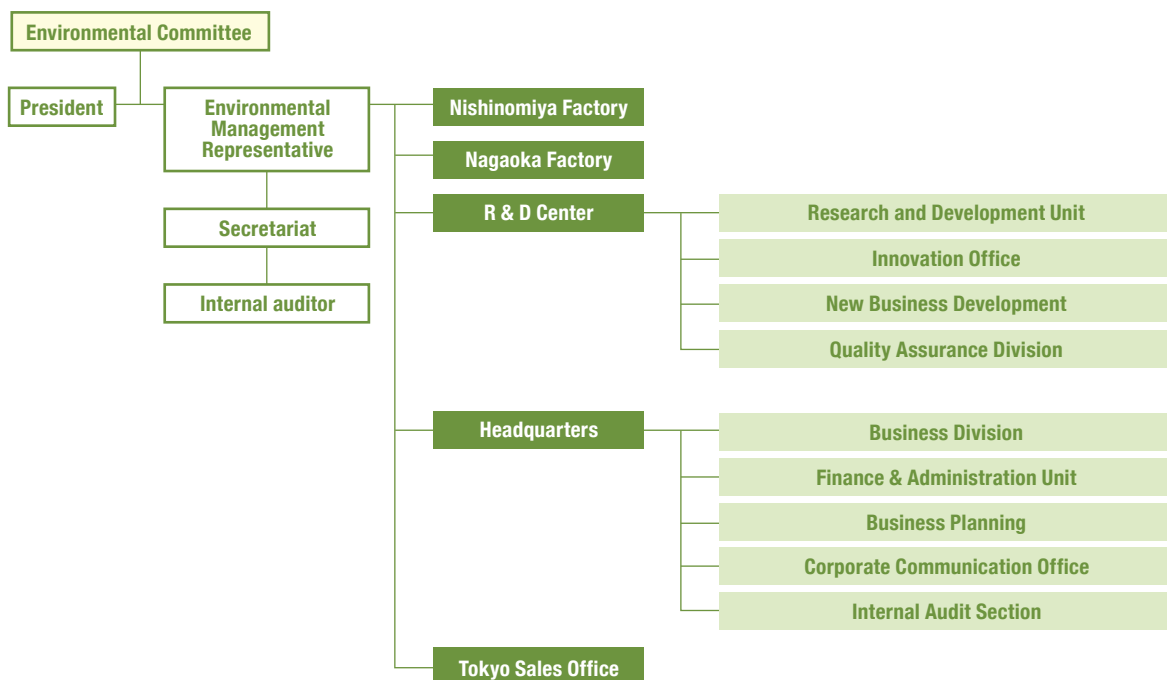 Environmental Committee
President
Environmental
Management
Representative
Secretariat
Internal auditor
Nishinomiya Factory
Nagaoka Factory
R & D Center
Research and Development Unit
Innovation Office
New Business Development
Quality Assurance Division
Headquarters
Business Division
Finance & Administration Unit
Business Planning
Corporate Communication Office
Internal Audit Section
Tokyo Sales Office